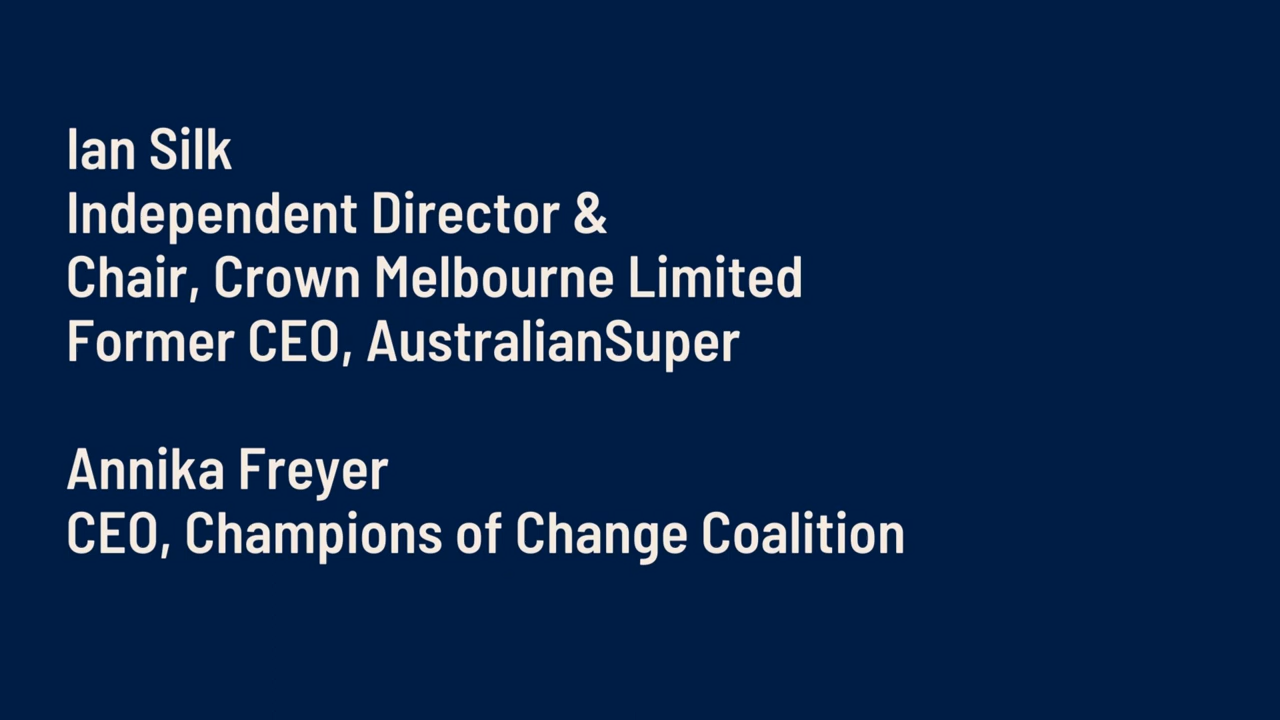 Ian Silk
Independent Director &
Chair, Crown Melbourne Limited
Former CEO, AustralianSuper
Annika Freyer
CEO, Champions of Change Coalition